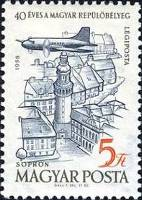 40 ÉVES A MAGYAR REPÜLŐBÉLYEG
LÉGIPOSTA
1958
SOPRON
5Ft
MAGYAR POSTA